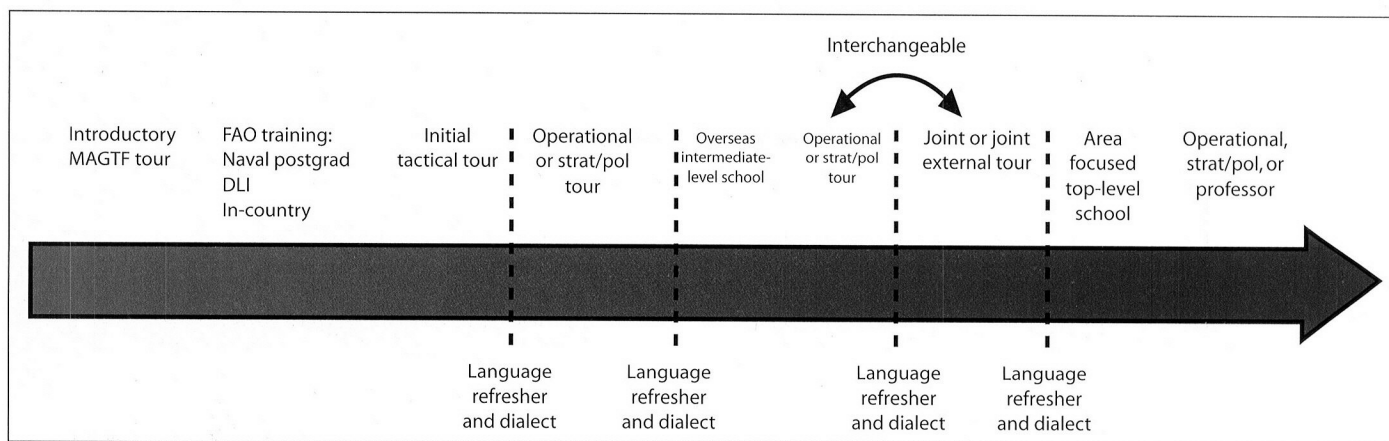 Interchangeable
Introductory
MAGTF tour
FAO training:
Naval postgrad
DLI
In-country
Initial
tactical tour
Operational
or strat/pol
tour
Overseas
intermediate-
level school
Operational
or strat/pol
tour
Joint or joint
external tour
Area
focused
top-level
school
Operational,
strat/pol, or
professor
Language
refresher
and dialect
Language
refresher
and dialect
Language
refresher
and dialect
Language
refresher
and dialect